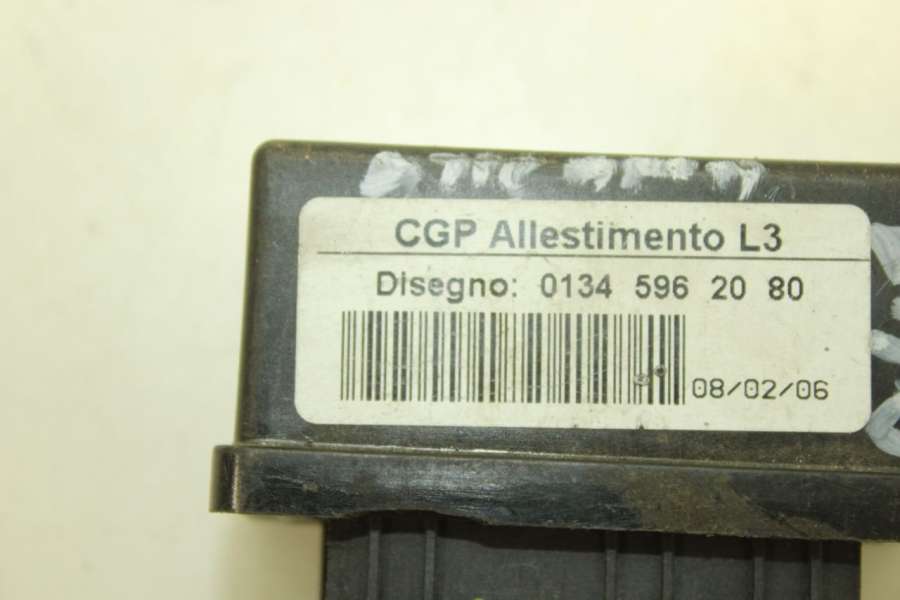 CGP Allestimento L3
Disegno: 0134 596 20 80
08/02/06